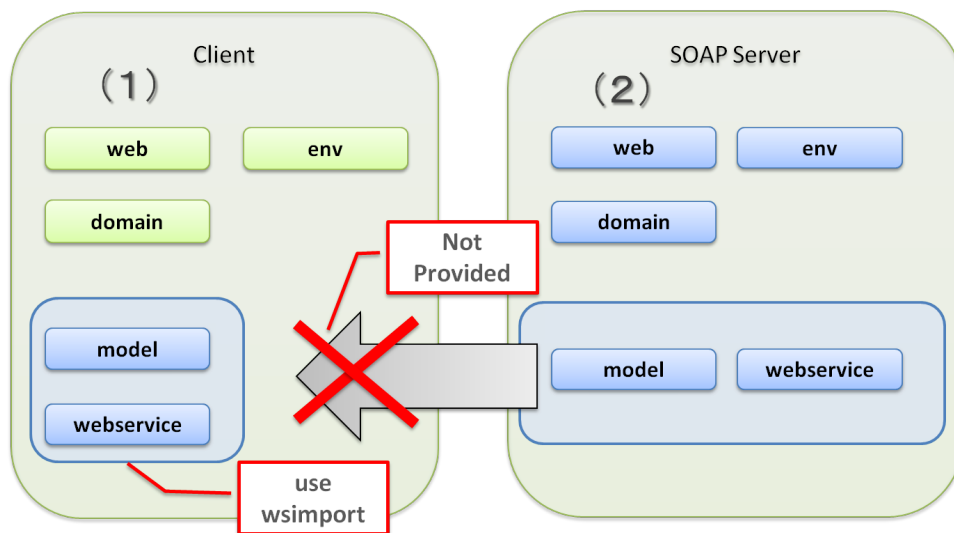 Client
（1）
web
env
domain
model
webservice
use
wsimport
Not
Provided
SOAP Server
（2）
web
env
domain
model
webservice